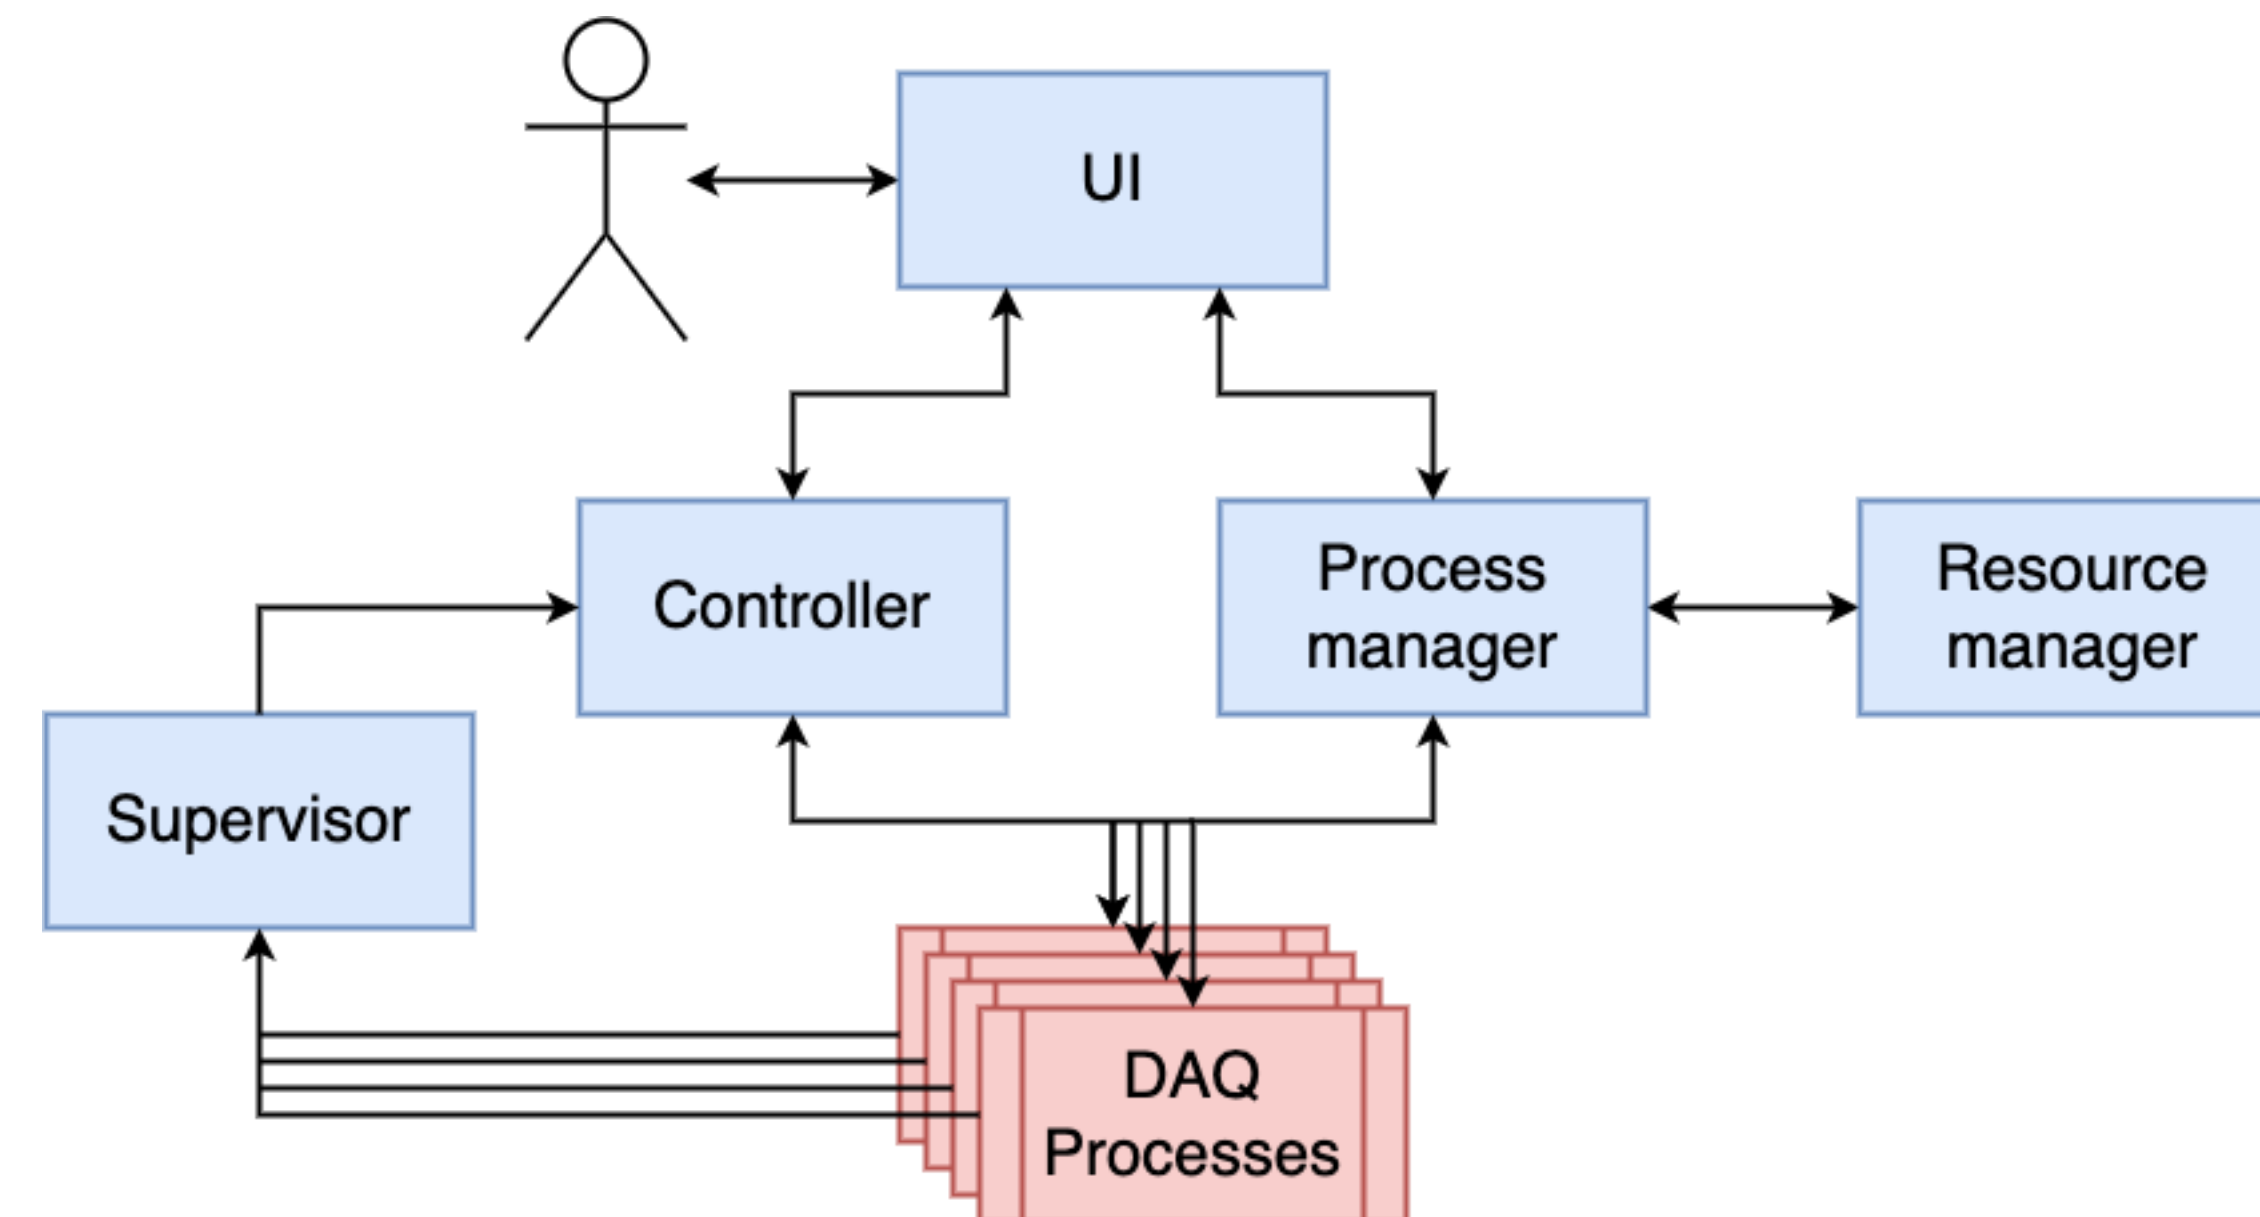 UI
Controller
Process
manager
Resource
manager
Supervisor
DAQ
Processes